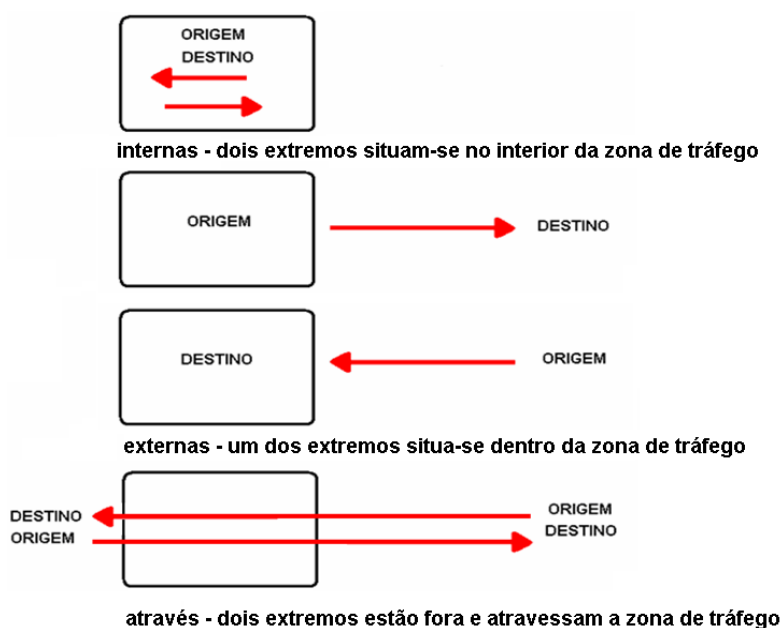 ORIGEM
DESTINO
internas - dois extremos situam-se no interior da zona de tráfego
ORIGEM
DESTINO
DESTINO
ORIGEM
externas - um dos extremos situa-se dentro da zona de tráfego
DESTINO
ORIGEM
ORIGEM
DESTINO
através - dois extremos estão fora e atravessam a zona de tráfego